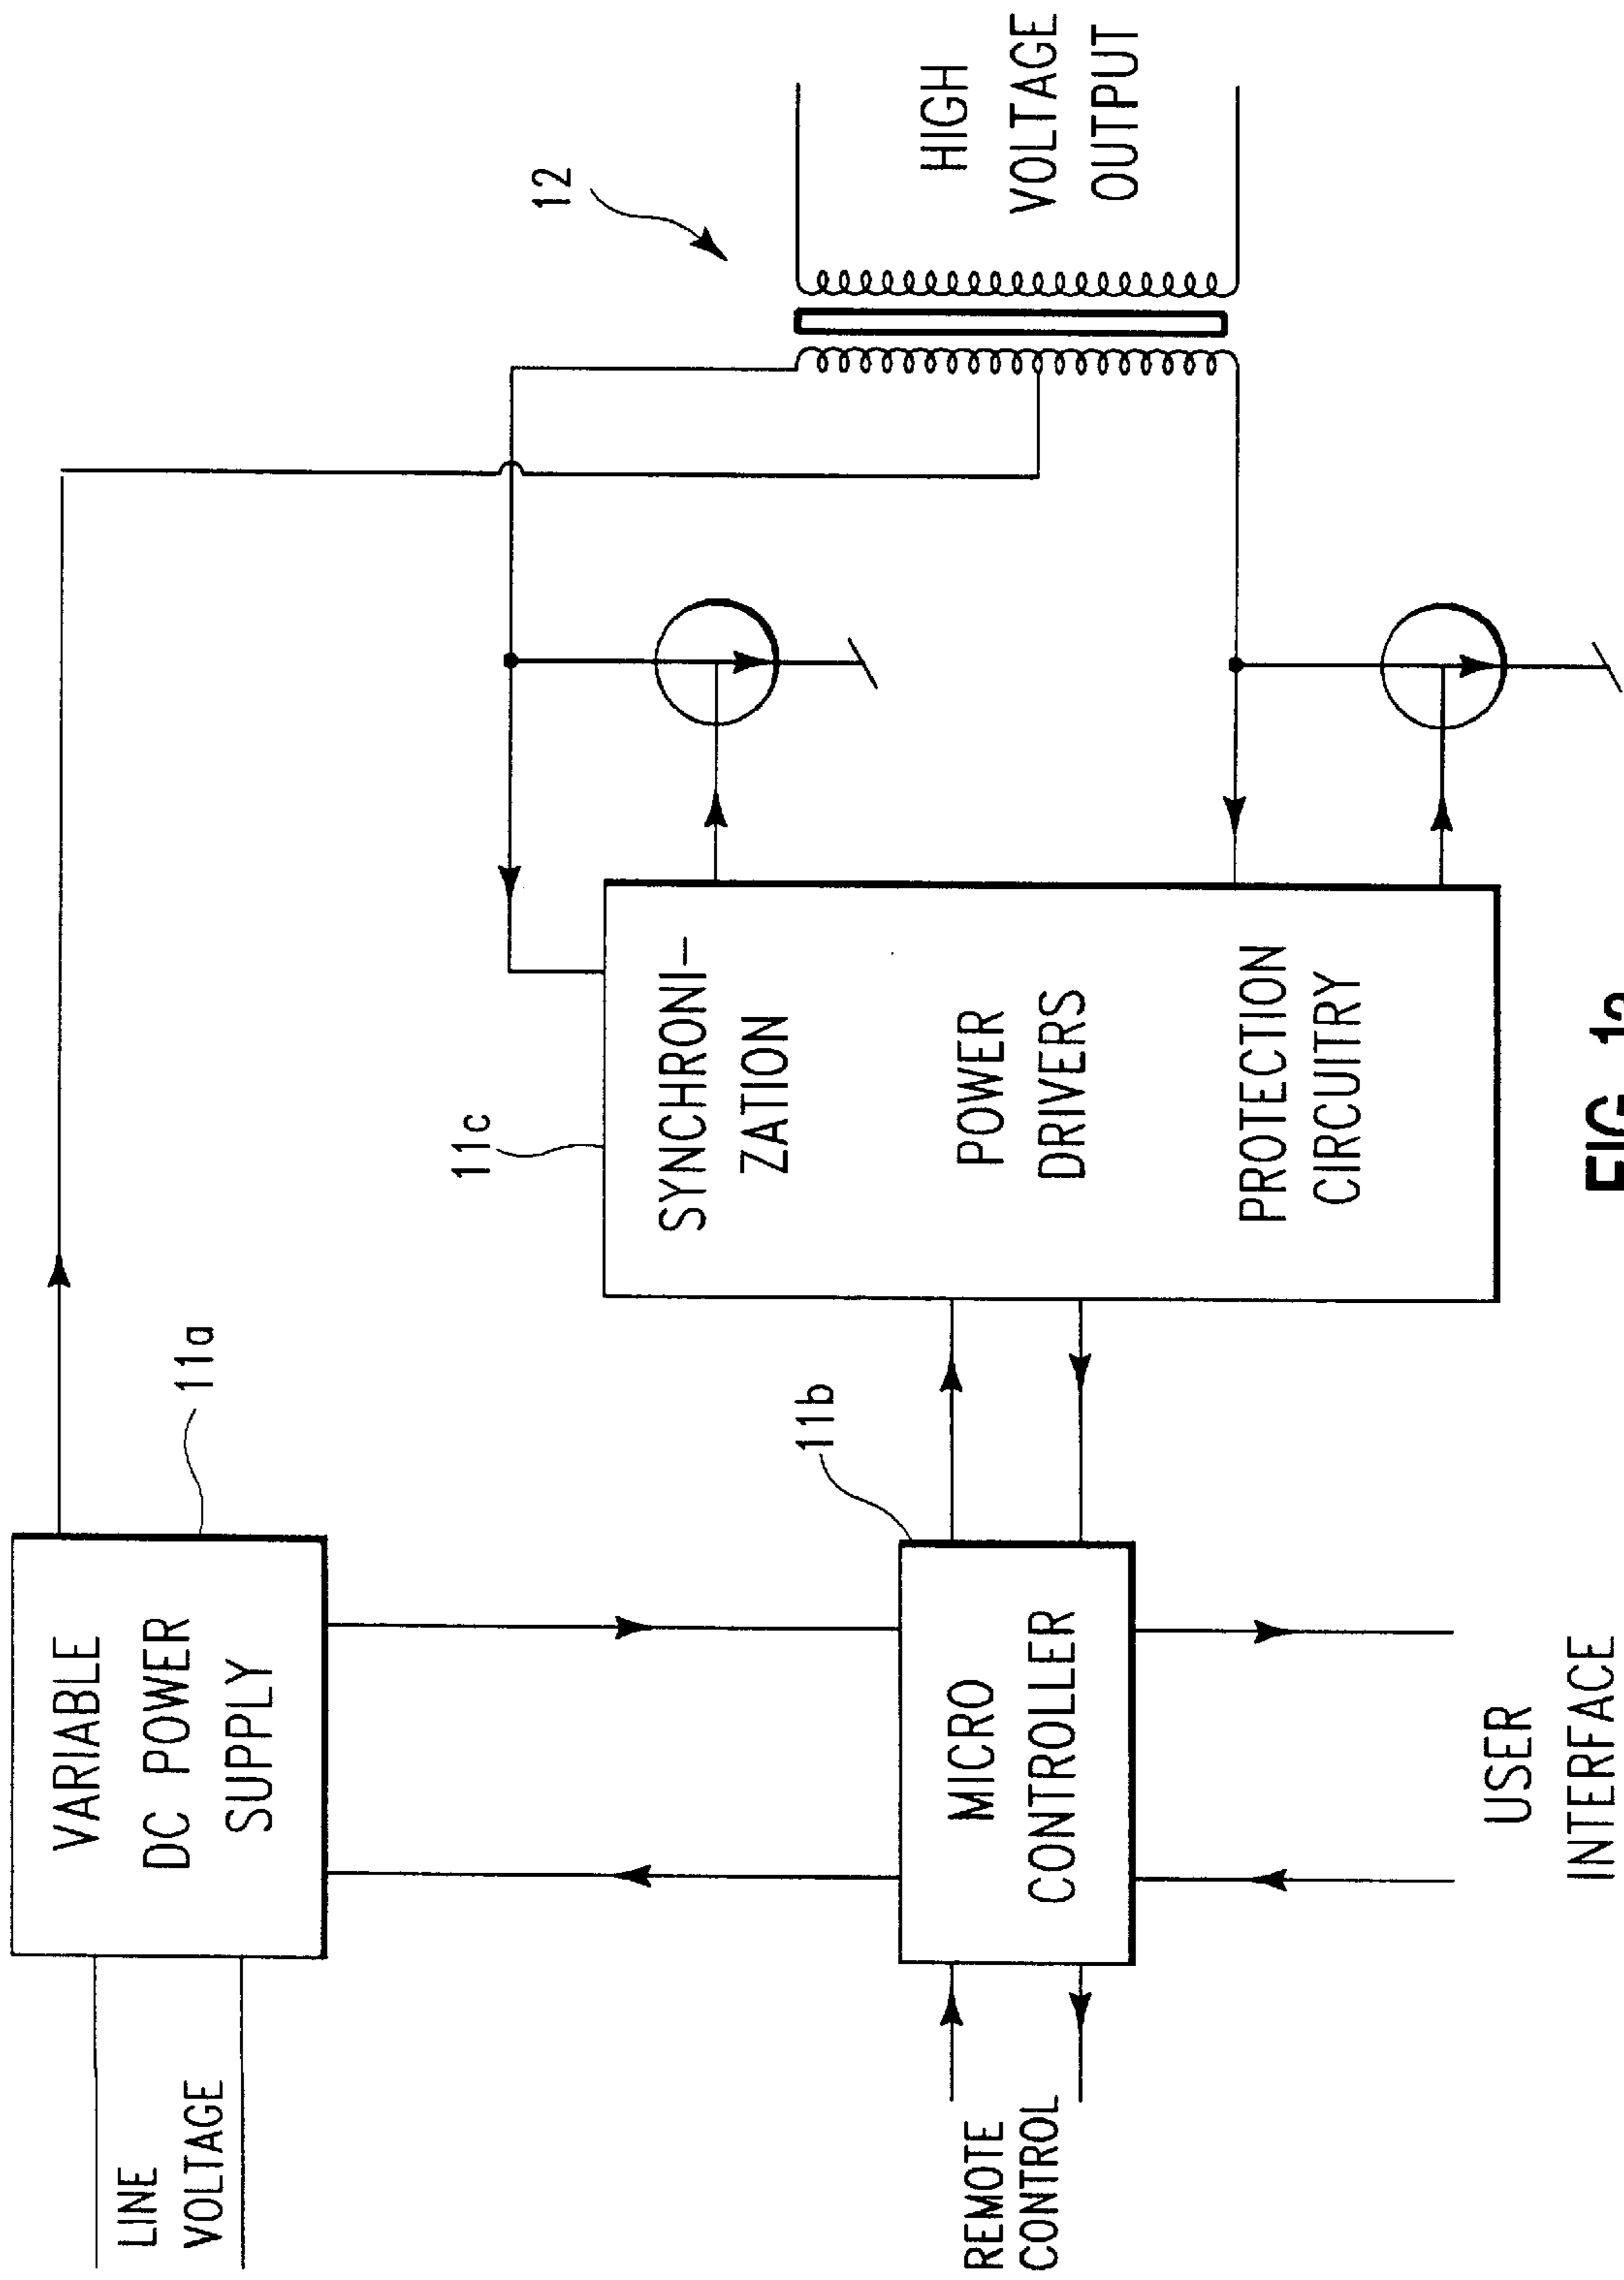 LINE
VOLTAGE
VARIABLE
DC POWER
SUPPLY
11a
12
HIGH
VOLTAGE
OUTPUT
REMOTE
CONTROL
MICRO
CONTROLLER
11b
11c
SYNCHRONI-
ZATION
POWER
DRIVERS
PROTECTION
CIRCUITRY
USER
INTERFACE
FIG.